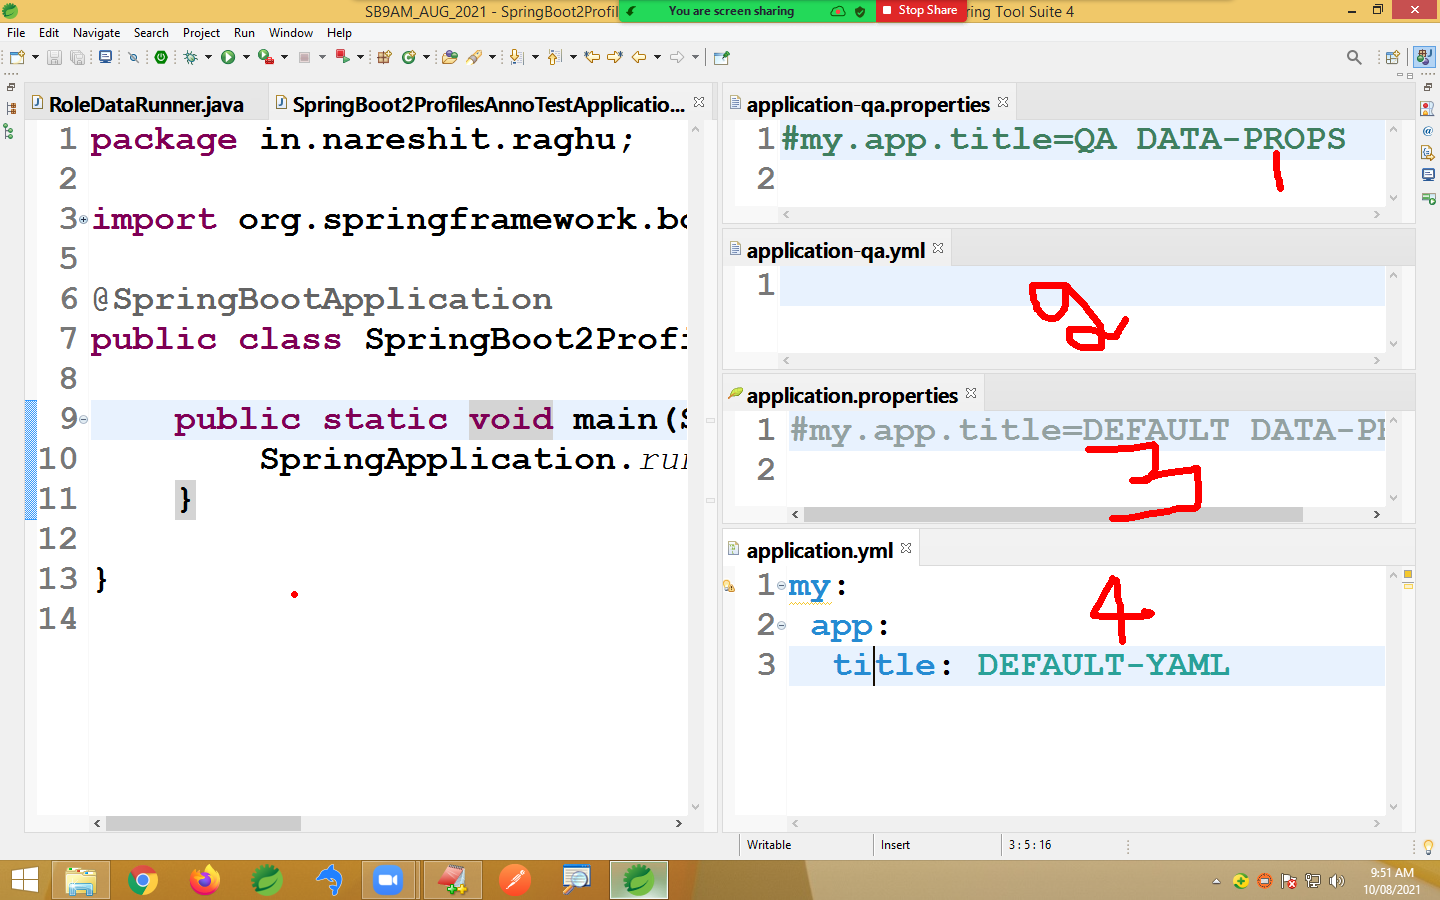 SB9AM_AUG_2021 - SpringBoot2Profil
You are screen sharing
Stop Share
ring Tool Suite 4
File Edit Navigate Search Project Run Window Help
RoleDataRunner.java
SpringBoot2ProfilesAnnoTestApplicatio...
1 package in.nareshit.raghu;
2
3 import org.springframework.bo
5
6 @SpringBootApplication
7 public class SpringBoot2Profi
8
9 public static void main(S
10 SpringApplication.run
11 }
12
13 }
14
application-qa.properties
1 #my.app.title=QA DATA-PROPS
2
1
application-qa.yml
1
2
application.properties
1 #my.app.title=DEFAULT DATA-PR
2
3
application.yml
1 my:
2 app:
3 title: DEFAULT-YAML
4
Writable Insert 3 : 5 : 16
9:51 AM
10/08/2021